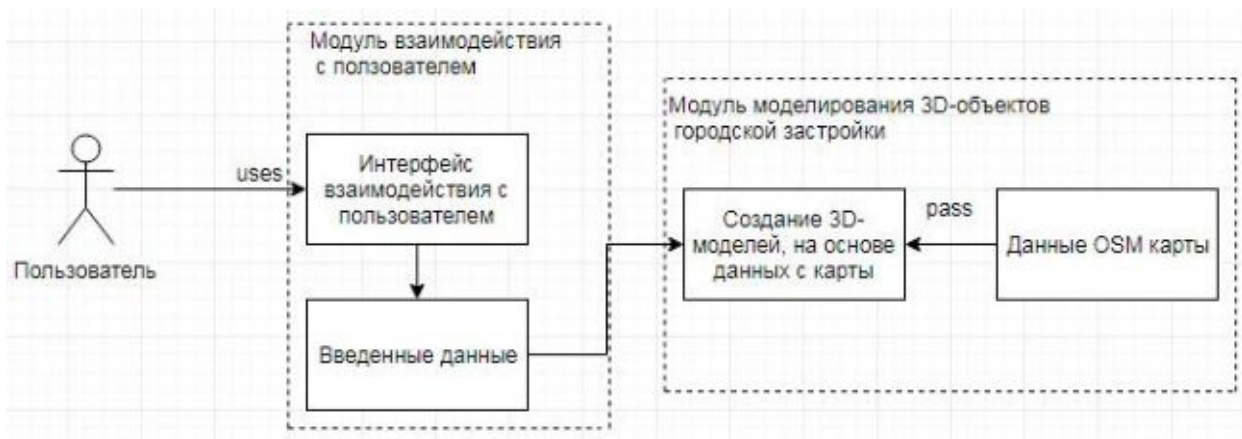 Модуль взаимодействия
с ползователем
Модуль моделирования 3D-объектов
городской застройки
uses
Интерфейс
взаимодействия с
пользователем
Создание 3D-
моделей, на основе
данных с карты
pass
Данные OSM карты
Пользователь
Введенные данные